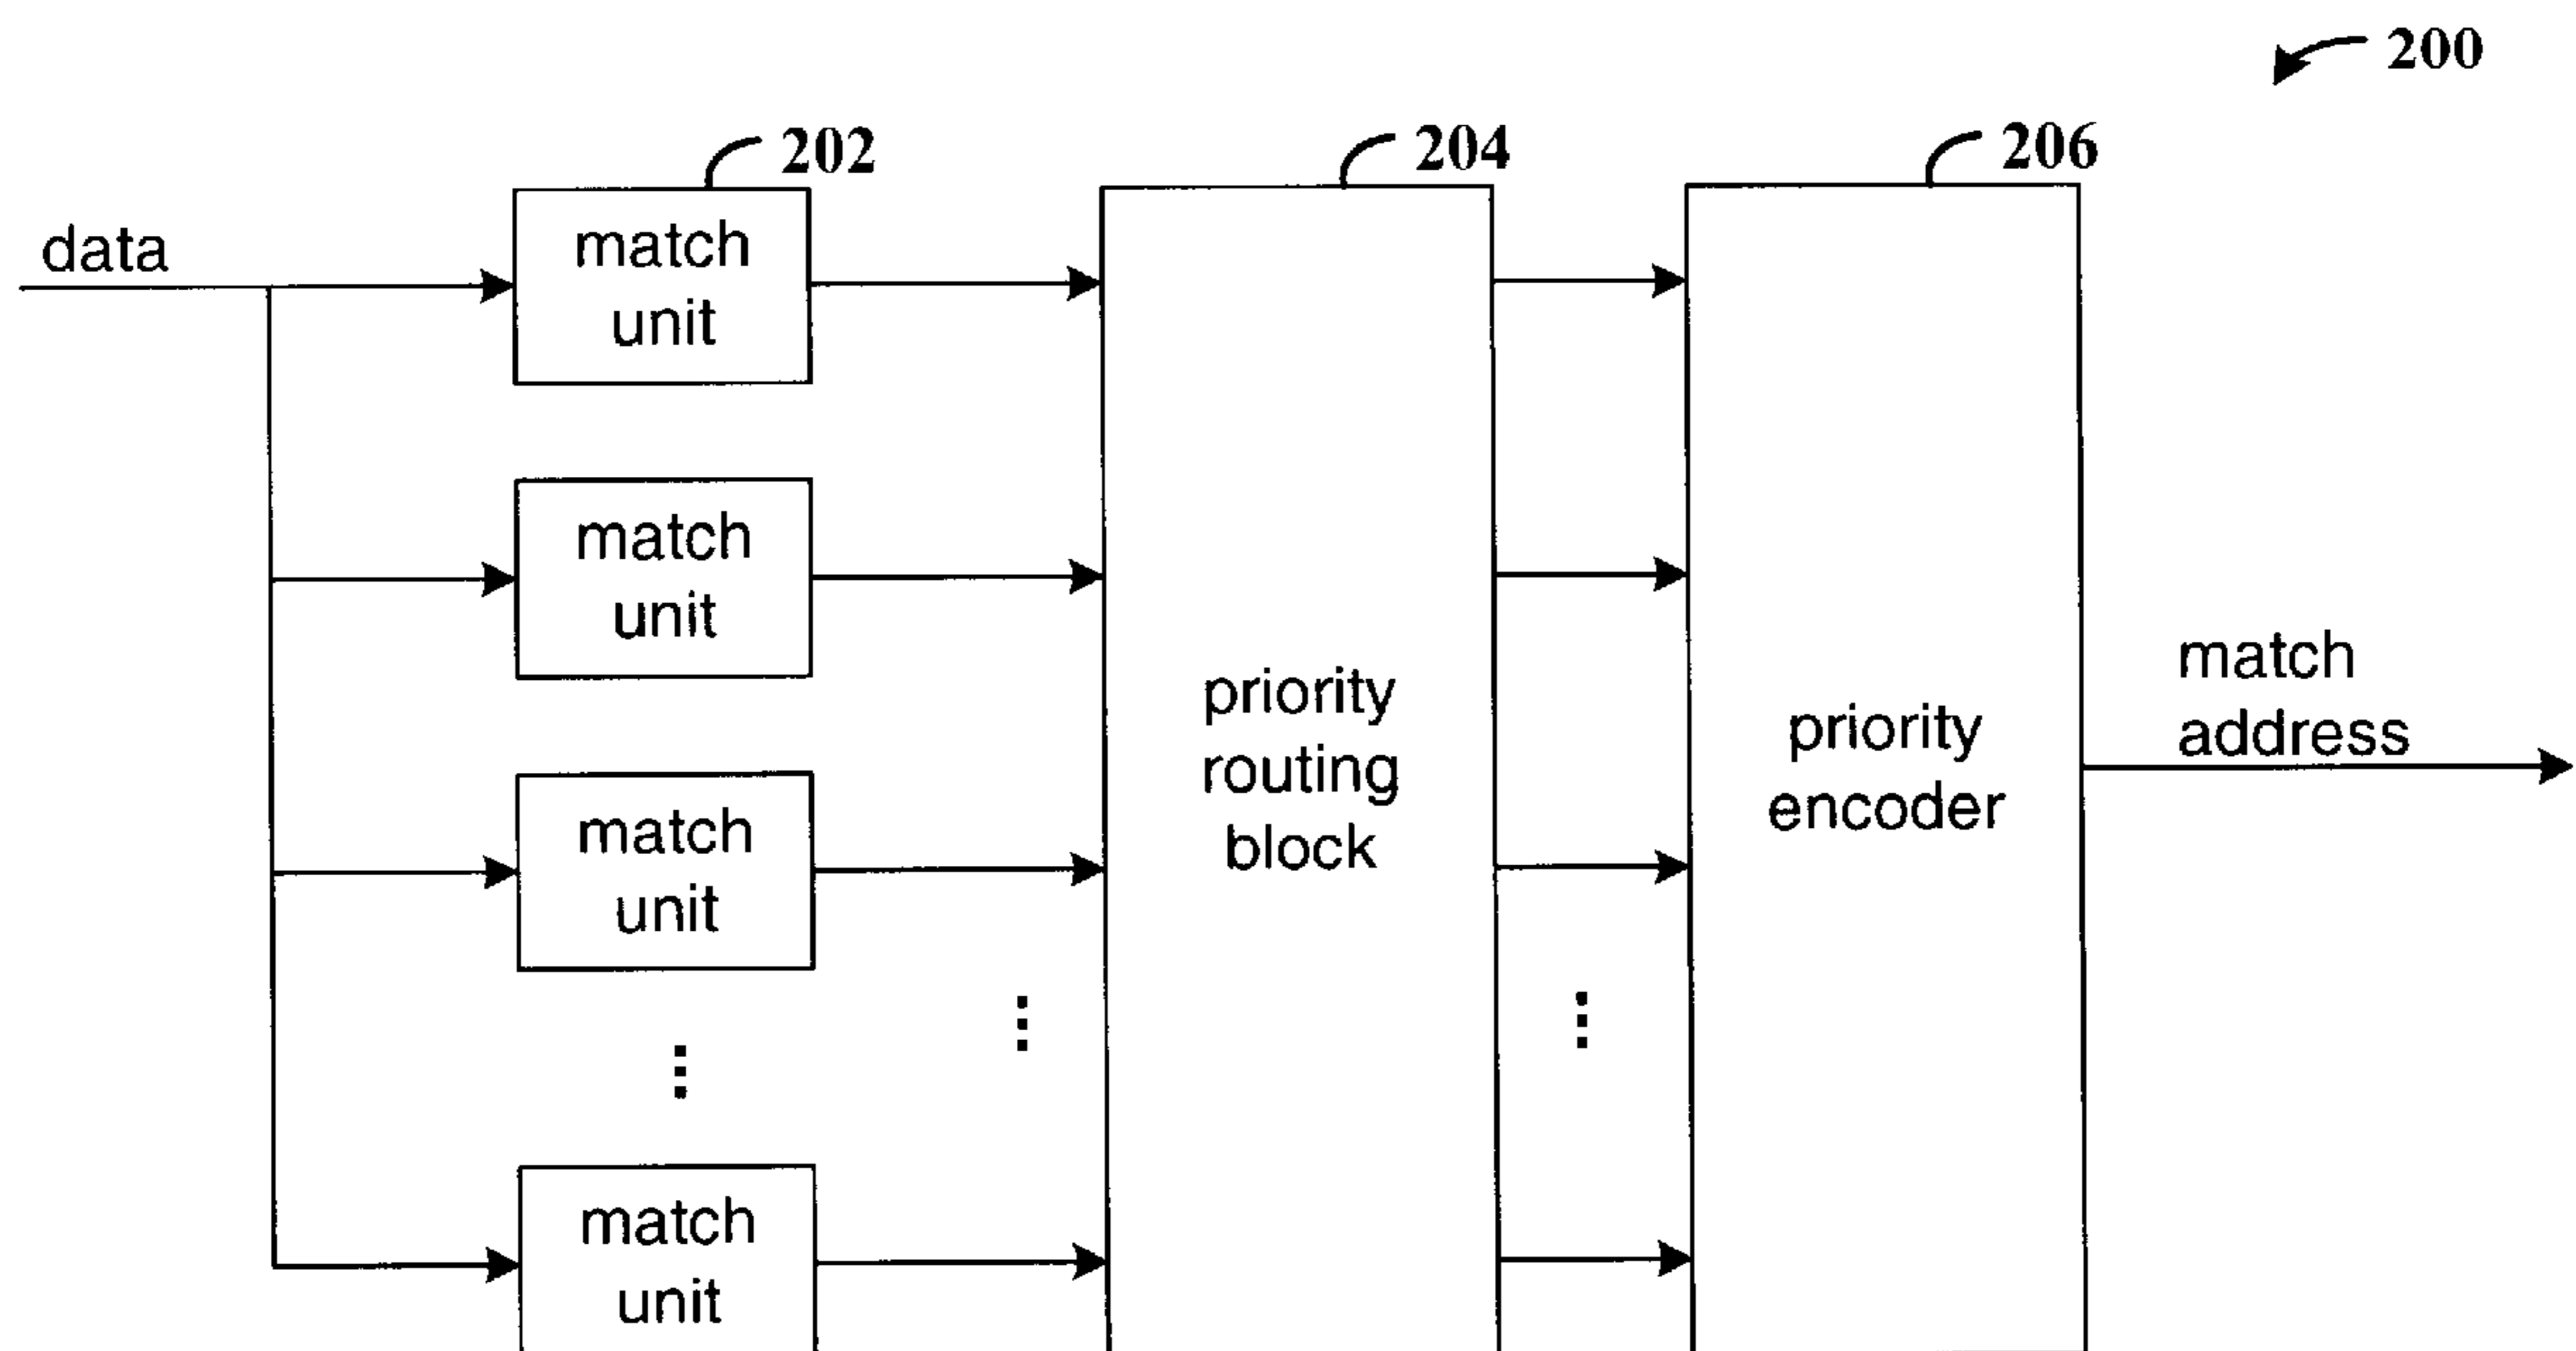 200
202
204
206
data
match
unit
match
unit
match
unit
match
unit
priority
routing
block
priority
encoder
match
address